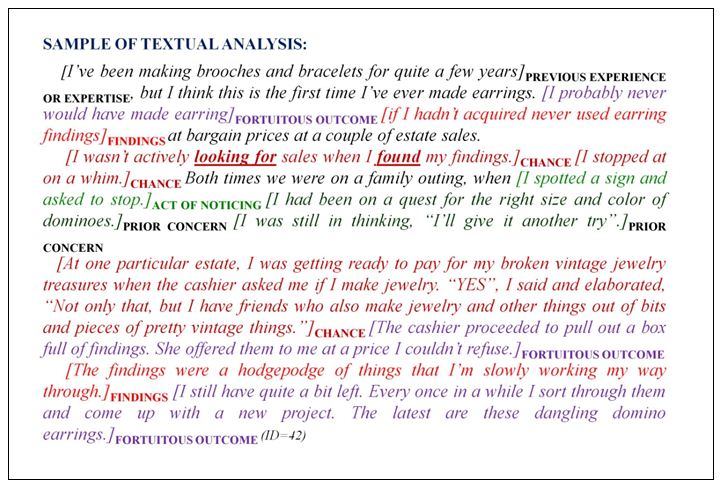 SAMPLE OF TEXTUAL ANALYSIS:
[I've been making brooches and bracelets for quite a few years]PREVIOUS EXPERIENCE
OR EXPERTISE, but I think this is the first time I've ever made earrings. [I probably never
would have made earring]FORTUITOUS OUTCOME [if I hadn't acquired never used earring
findings]FINDINGS at bargain prices at a couple of estate sales.
[I wasn't actively looking for sales when I found my findings.]CHANCE [I stopped at
on a whim.]CHANCE Both times we were on a family outing, when [I spotted a sign and
asked to stop.]ACT OF NOTICING [I had been on a quest for the right size and color of
dominoes.]PRIOR CONCERN [I was still in thinking, "I'll give it another try".]PRIOR
CONCERN
[At one particular estate, I was getting ready to pay for my broken vintage jewelry
treasures when the cashier asked me if I make jewelry. "YES", I said and elaborated,
"Not only that, but I have friends who also make jewelry and other things out of bits
and pieces of pretty vintage things."]CHANCE [The cashier proceeded to pull out a box
full of findings. She offered them to me at a price I couldn't refuse.]FORTUITOUS OUTCOME
[The findings were a hodgepodge of things that I'm slowly working my way
through.]FINDINGS [I still have quite a bit left. Every once in a while I sort through them
and come up with a new project. The latest are these dangling domino
earrings.]FORTUITOUS OUTCOME (ID=42)